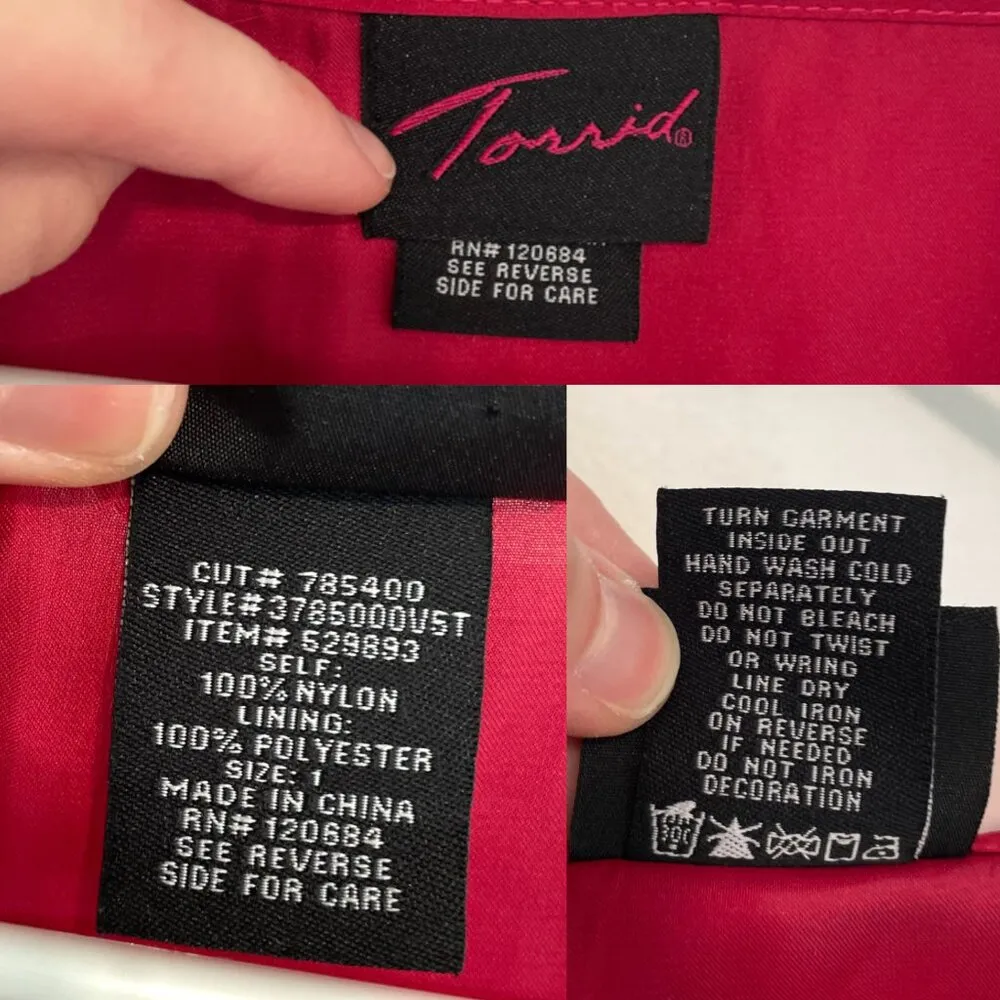 Torrid®
RN# 120684
SEE REVERSE
SIDE FOR CARE
CUT# 785400
STYLE#3785000V5T
ITEM# 529893
SELF:
100% NYLON
LINING:
100% POLYESTER
SIZE: 1
MADE IN CHINA
RN# 120684
SEE REVERSE
SIDE FOR CARE
TURN GARMENT
INSIDE OUT
HAND WASH COLD
SEPARATELY
DO NOT BLEACH
DO NOT TWIST
OR WRING
LINE DRY
COOL IRON
ON REVERSE
IF NEEDED
DO NOT IRON
DECORATION
30C